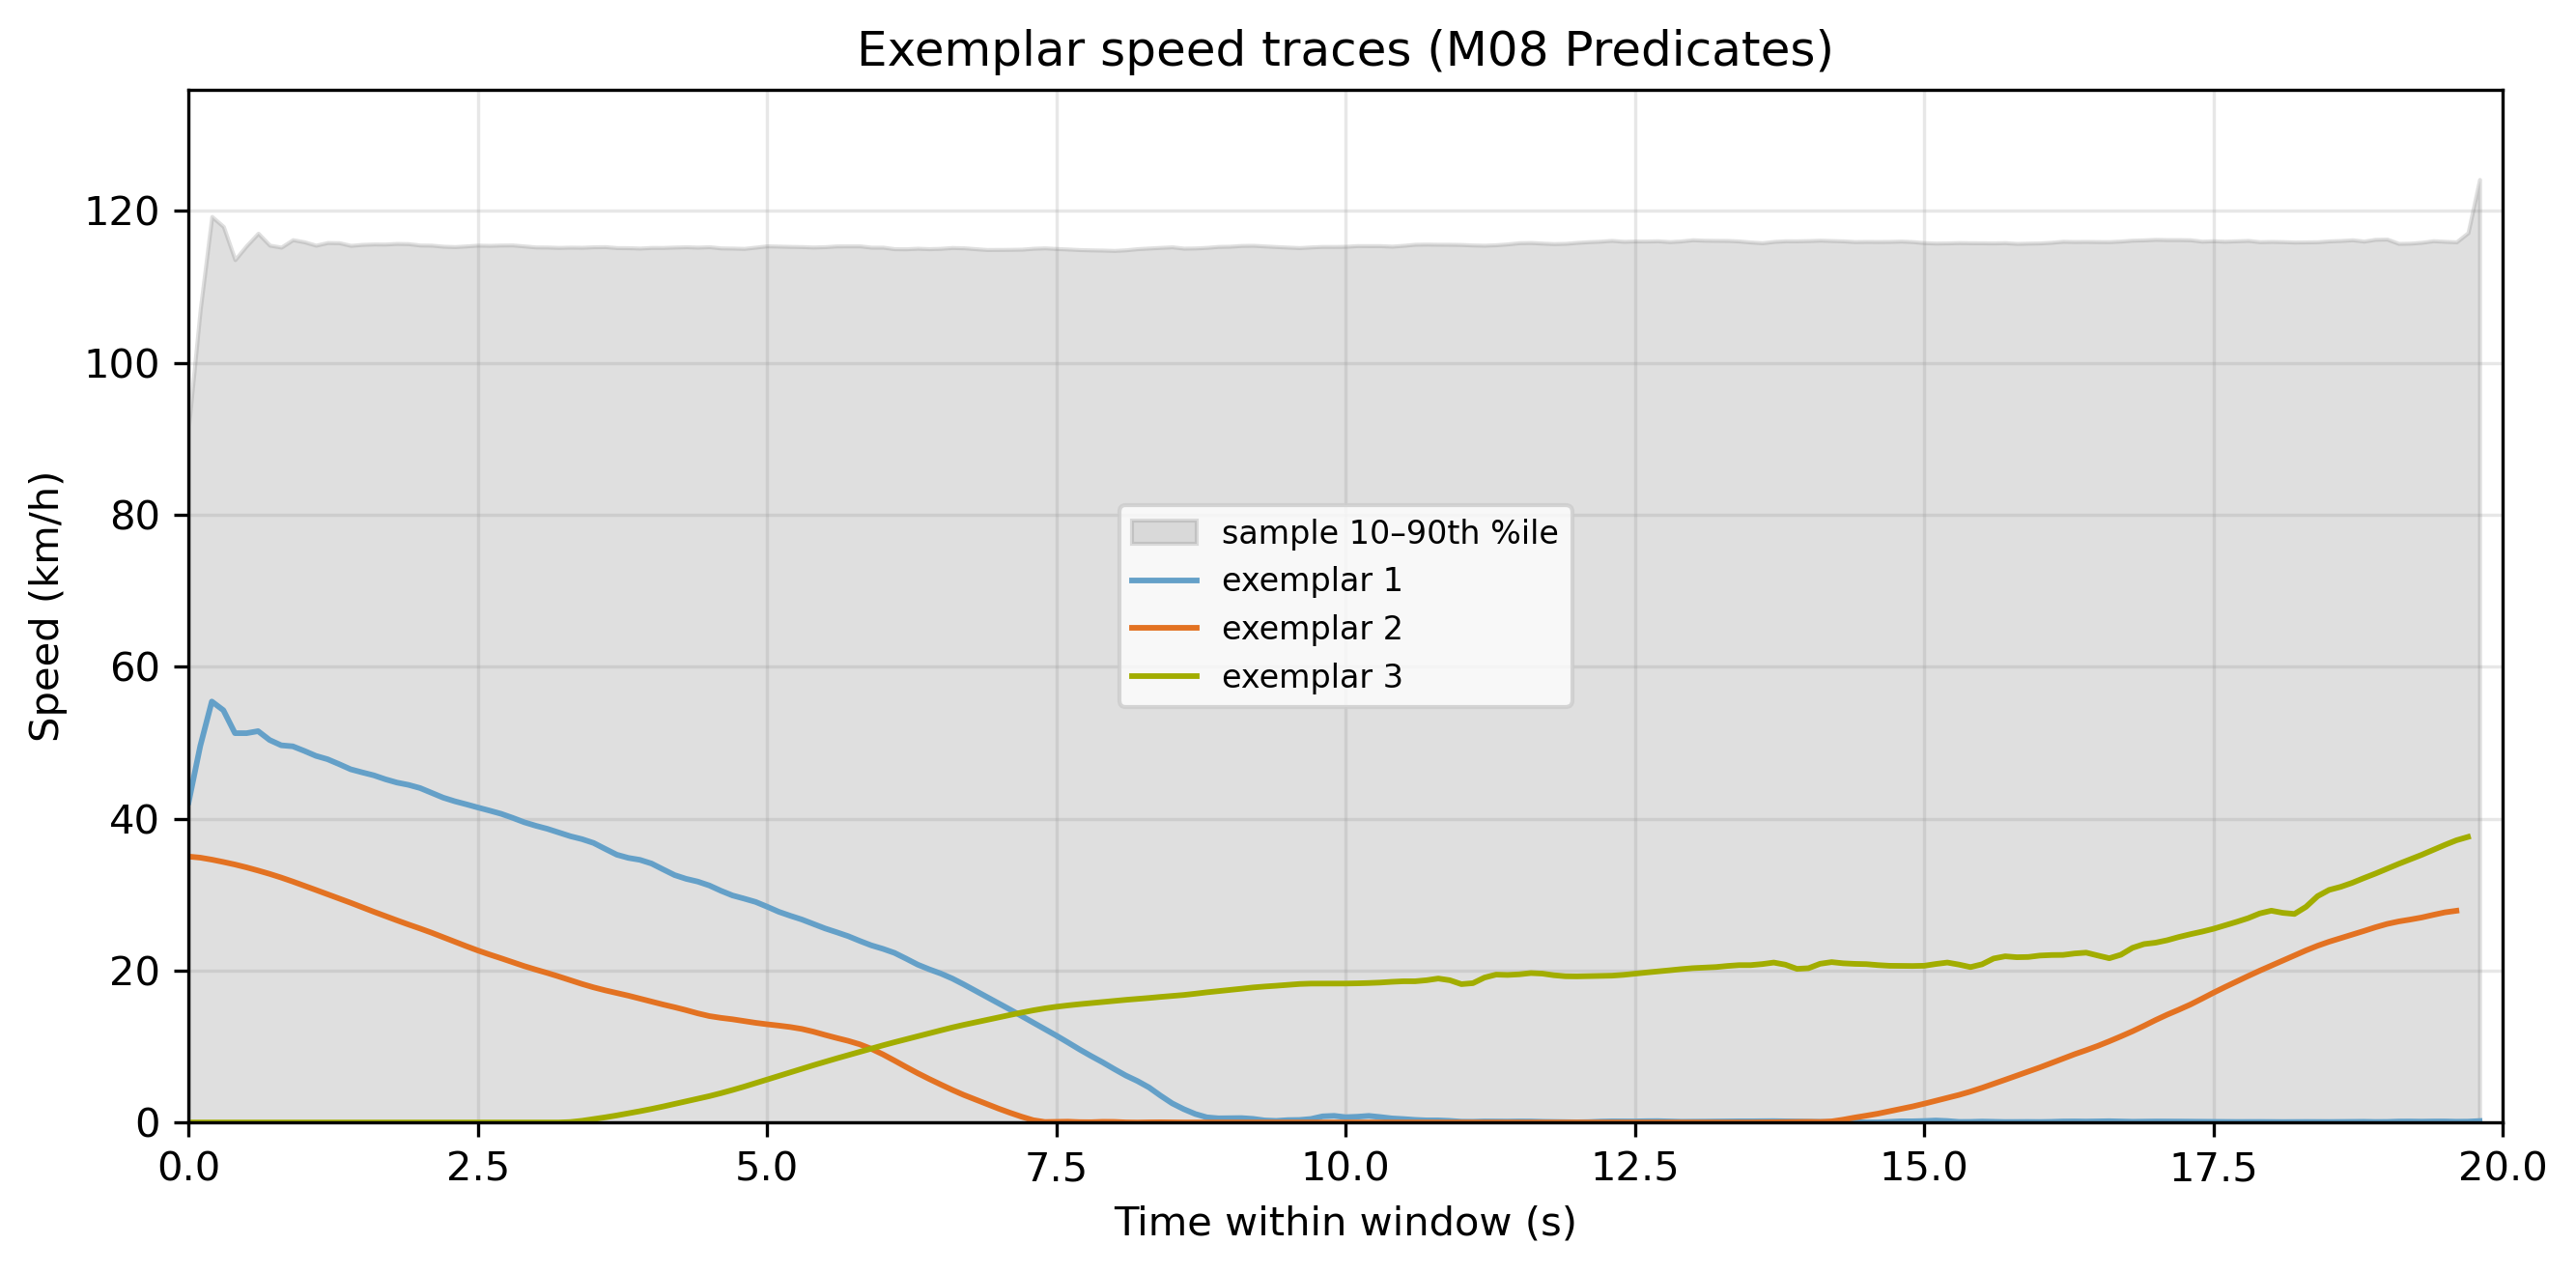 Exemplar speed traces (M08 Predicates)
Speed (km/h)
120
100
80
60
40
20
0
sample 10–90th %ile
exemplar 1
exemplar 2
exemplar 3
0.0 2.5 5.0 7.5 10.0 12.5 15.0 17.5 20.0
Time within window (s)